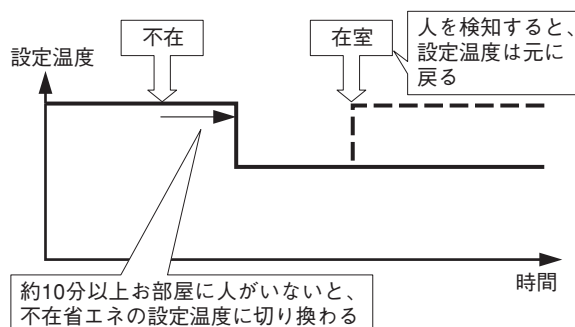 不在
在室
人を検知すると、
設定温度は元に
戻る
設定温度
時間
約10分以上お部屋に人がいないと、
不在省エネの設定温度に切り換わる